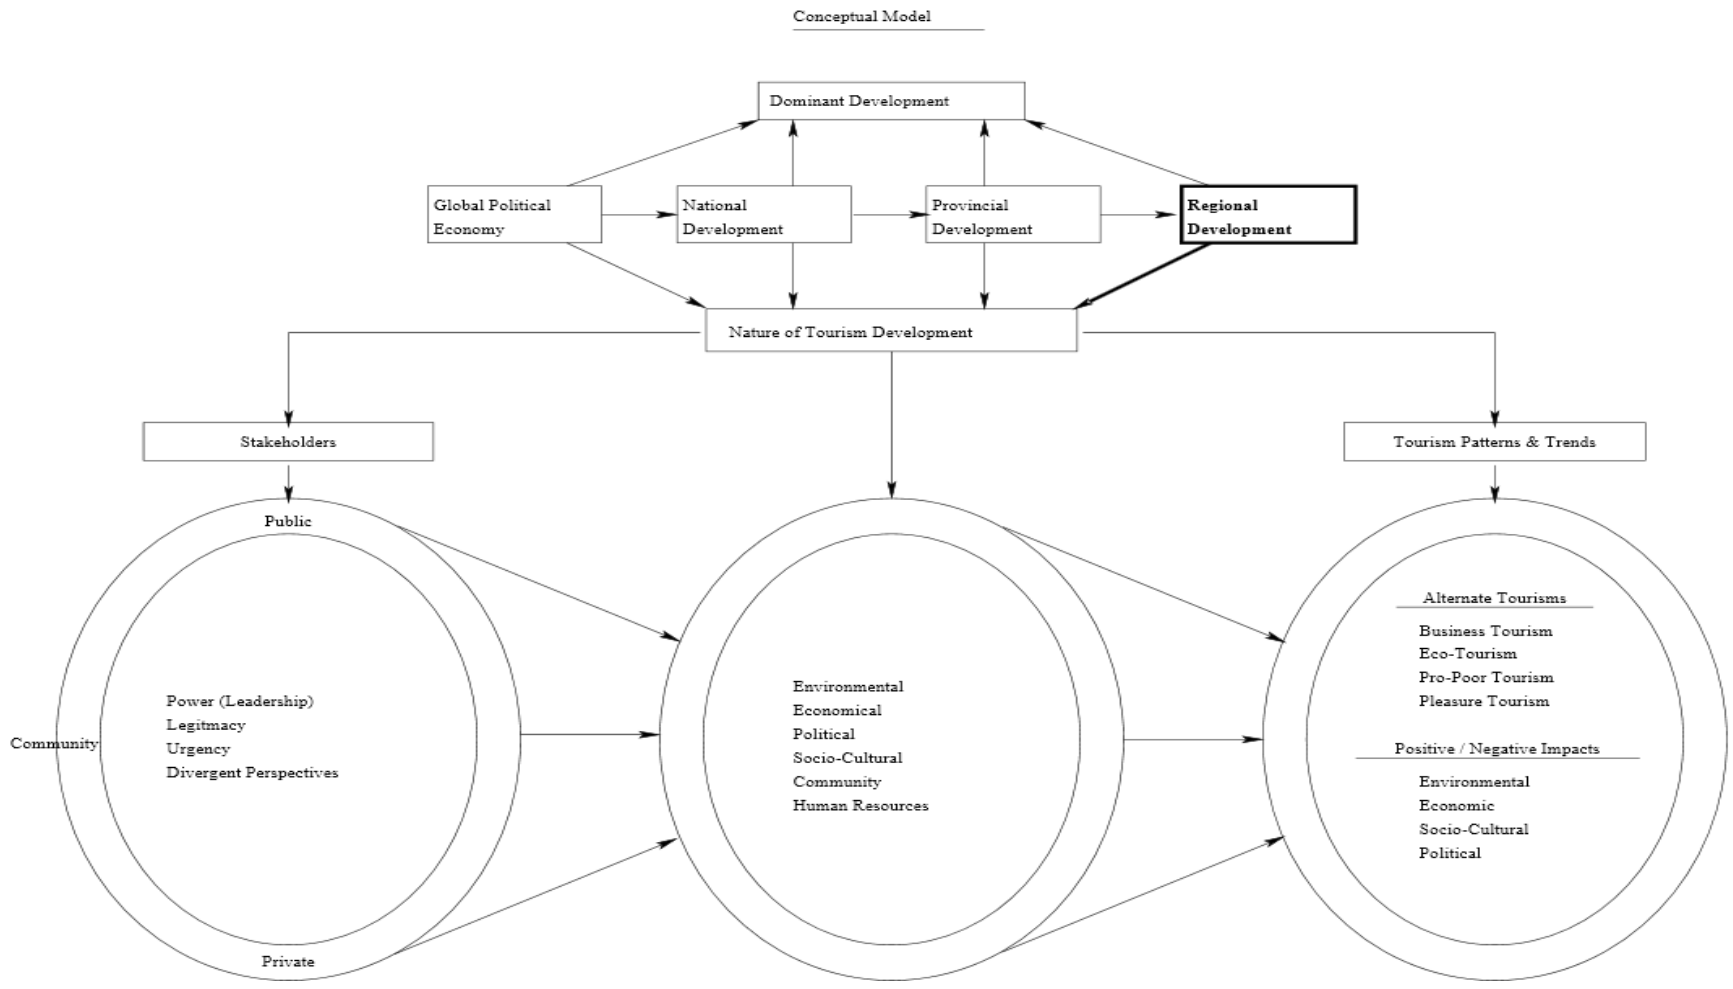 Conceptual Model
Dominant Development
Global Political
Economy
National
Development
Provincial
Development
Regional
Development
Nature of Tourism Development
Stakeholders
Tourism Patterns & Trends
Public
Community
Power (Leadership)
Legitmacy
Urgency
Divergent Perspectives
Private
Environmental
Economical
Political
Socio-Cultural
Community
Human Resources
Alternate Tourisms
Business Tourism
Eco-Tourism
Pro-Poor Tourism
Pleasure Tourism
Positive / Negative Impacts
Environmental
Economic
Socio-Cultural
Political